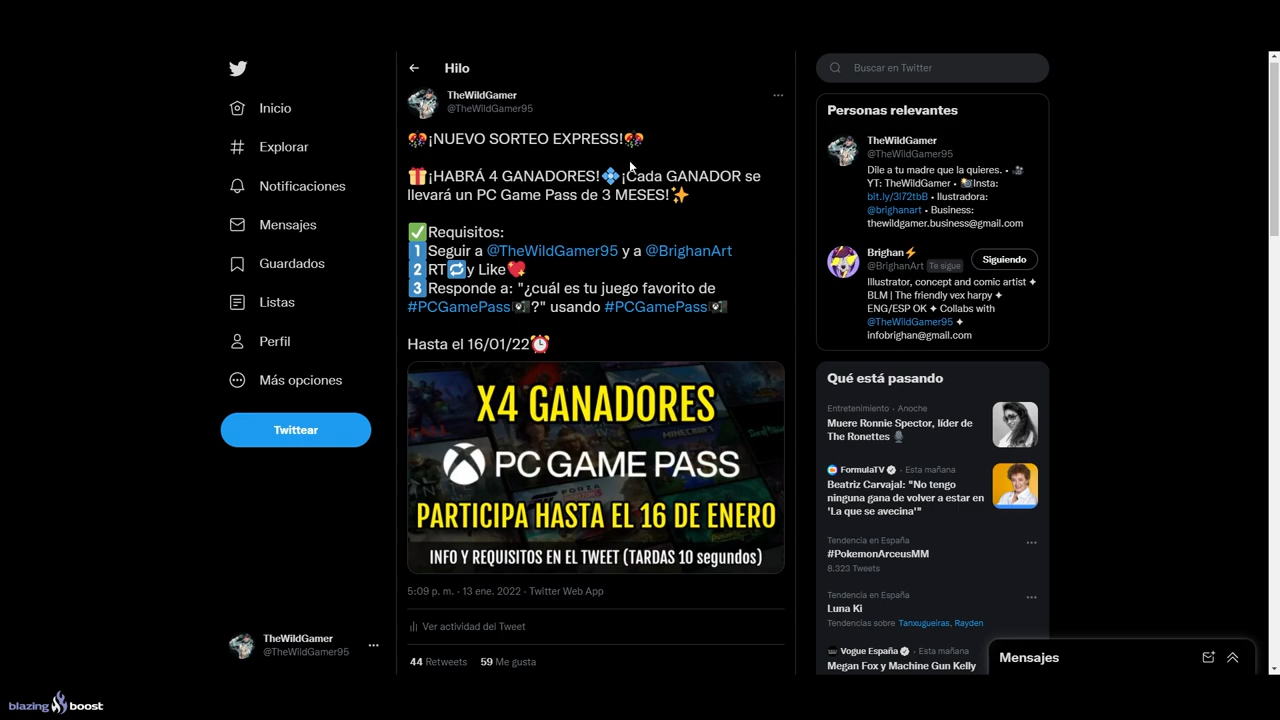 Inicio
Explorar
Notificaciones
Mensajes
Guardados
Listas
Perfil
Más opciones
Twittear
TheWildGamer
@TheWildGamer95
Hilo
TheWildGamer
@TheWildGamer95
¡NUEVO SORTEO EXPRESS!
¡HABRÁ 4 GANADORES!💠¡Cada GANADOR se
llevará un PC Game Pass de 3 MESES!✨
✅Requisitos:
1️⃣Seguir a @TheWildGamer95 y a @BrighanArt
2️⃣RT🔁y Like💖
3️⃣Responde a: "¿cuál es tu juego favorito de
#PCGamePass?" usando #PCGamePass
Hasta el 16/01/22⏰
X4 GANADORES
PC GAME PASS
PARTICIPA HASTA EL 16 DE ENERO
INFO Y REQUISITOS EN EL TWEET (TARDAS 10 segundos)
5:09 p. m. · 13 ene. 2022 · Twitter Web App
Ver actividad del Tweet
44 Retweets 59 Me gusta
Buscar en Twitter
Personas relevantes
TheWildGamer
@TheWildGamer95
Dile a tu madre que la quieres. •
YT: TheWildGamer • Insta:
bit.ly/3l72tbB • Ilustradora:
@brighanart • Business:
thewildgamer.business@gmail.com
Brighan⚡
@BrighanArt Te sigue
Siguiendo
Illustrator, concept and comic artist ✦
BLM | The friendly vex harpy ✦
ENG/ESP OK ✦ Collabs with
@TheWildGamer95 ✦
infobrighan@gmail.com
Qué está pasando
Entretenimiento · Anoche
Muere Ronnie Spector, líder de
The Ronettes
FormulaTV · Esta mañana
Beatriz Carvajal: "No tengo
ninguna gana de volver a estar en
'La que se avecina'"
Tendencia en España
#PokemonArceusMM
8.323 Tweets
Tendencia en España
Luna Ki
Tendencias sobre Tanxugueiras, Rayden
Vogue España · Esta mañana
Megan Fox y Machine Gun Kelly
Mensajes
blazing boost